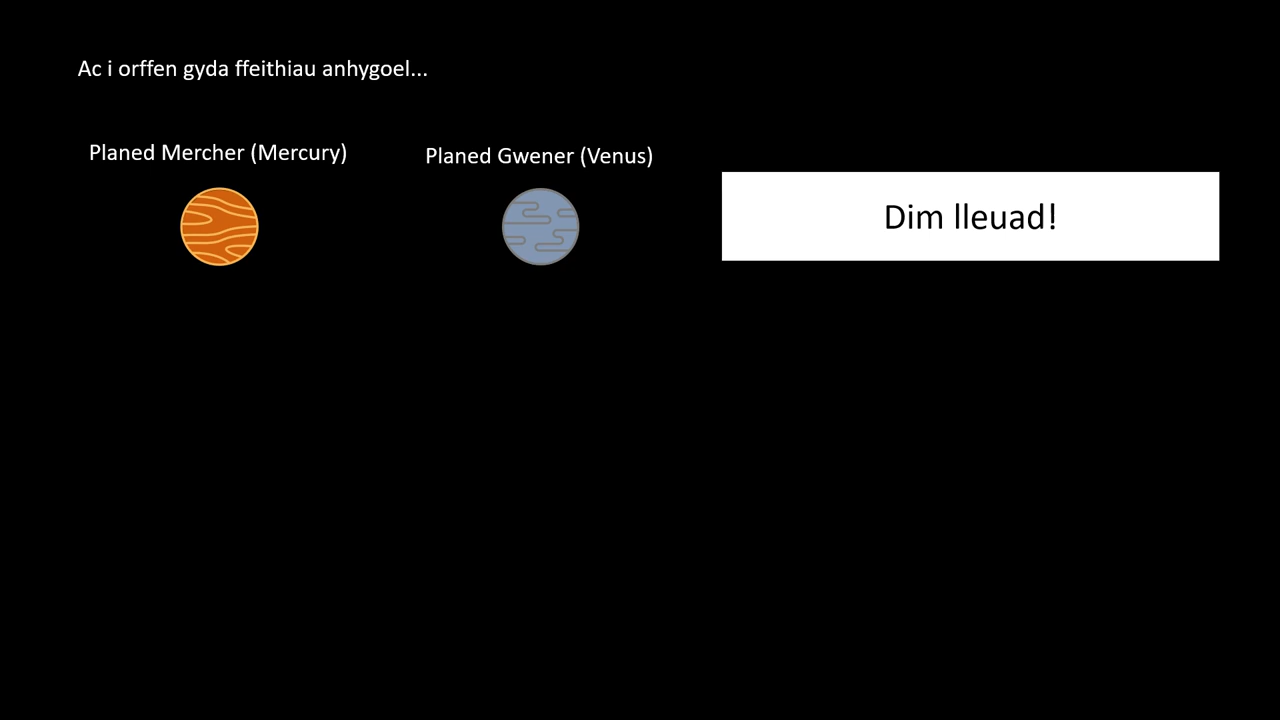 Ac i orffen gyda ffeithiau anhygoel...
Planed Mercher (Mercury)
Planed Gwener (Venus)
Dim lleuad!